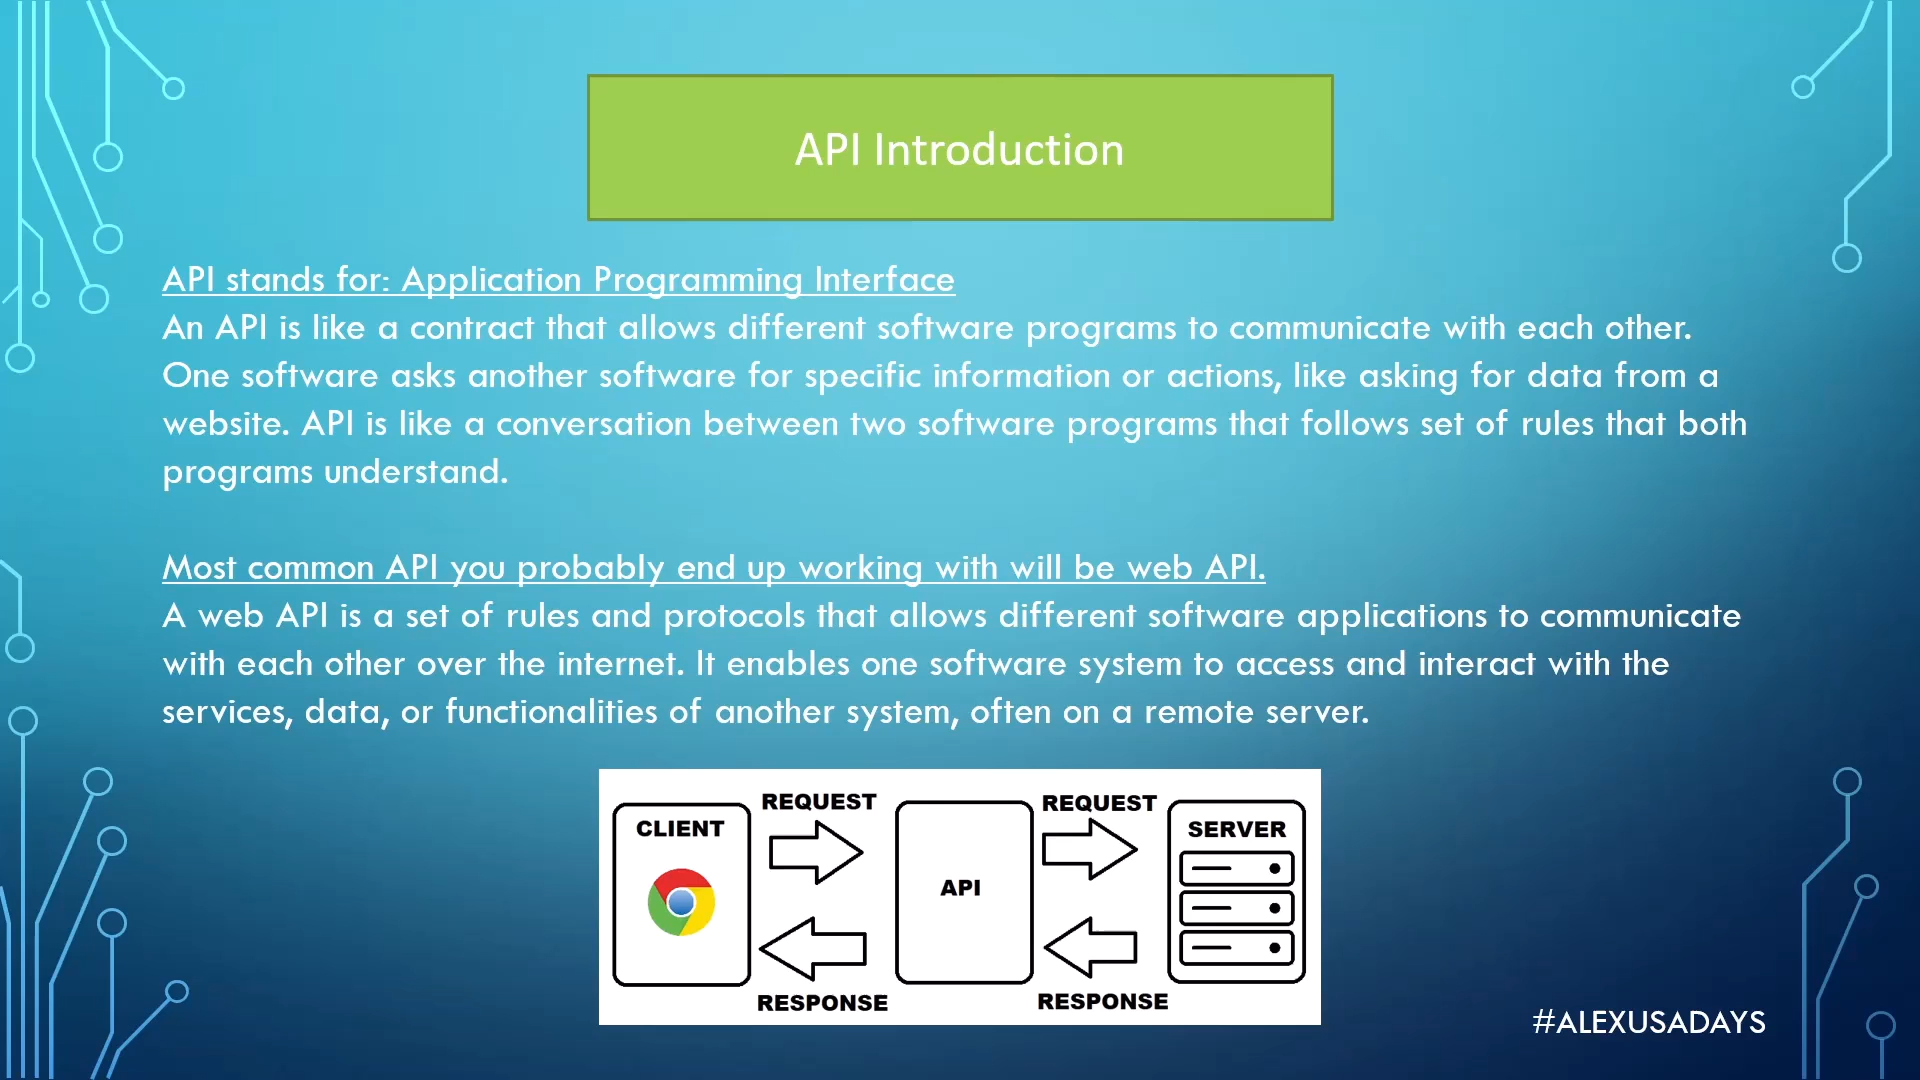 API Introduction
API stands for: Application Programming Interface
An API is like a contract that allows different software programs to communicate with each other.
One software asks another software for specific information or actions, like asking for data from a
website. API is like a conversation between two software programs that follows set of rules that both
programs understand.
Most common API you probably end up working with will be web API.
A web API is a set of rules and protocols that allows different software applications to communicate
with each other over the internet. It enables one software system to access and interact with the
services, data, or functionalities of another system, often on a remote server.
REQUEST
REQUEST
CLIENT
SERVER
API
RESPONSE
RESPONSE
#ALEXUSADAYS